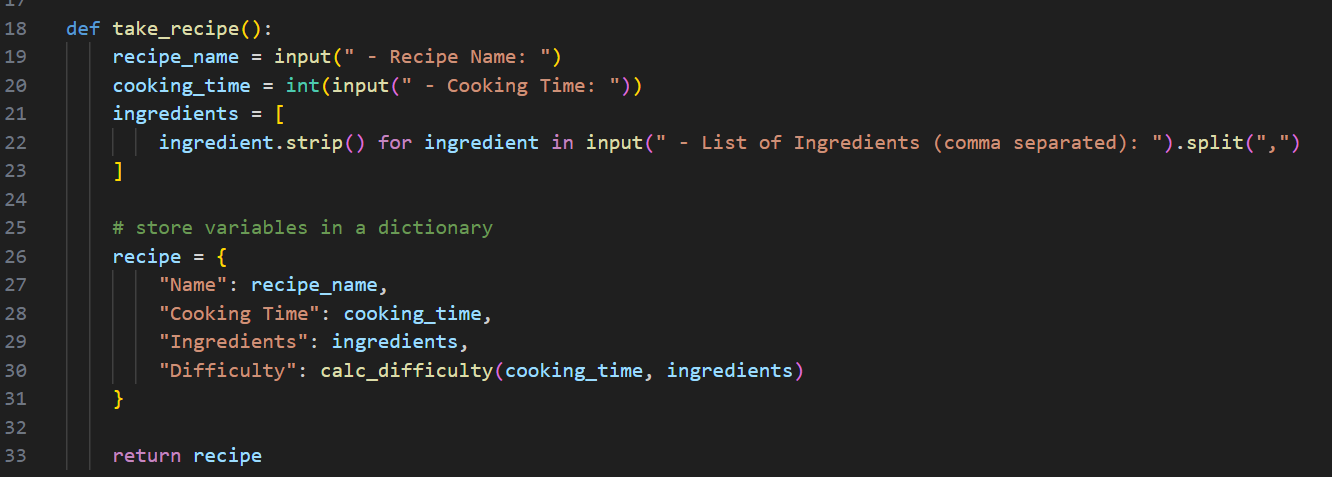 17
18 def take_recipe():
19     recipe_name = input(" - Recipe Name: ")
20     cooking_time = int(input(" - Cooking Time: "))
21     ingredients = [
22         ingredient.strip() for ingredient in input(" - List of Ingredients (comma separated): ").split(",")
23     ]
24
25     # store variables in a dictionary
26     recipe = {
27         "Name": recipe_name,
28         "Cooking Time": cooking_time,
29         "Ingredients": ingredients,
30         "Difficulty": calc_difficulty(cooking_time, ingredients)
31     }
32
33     return recipe